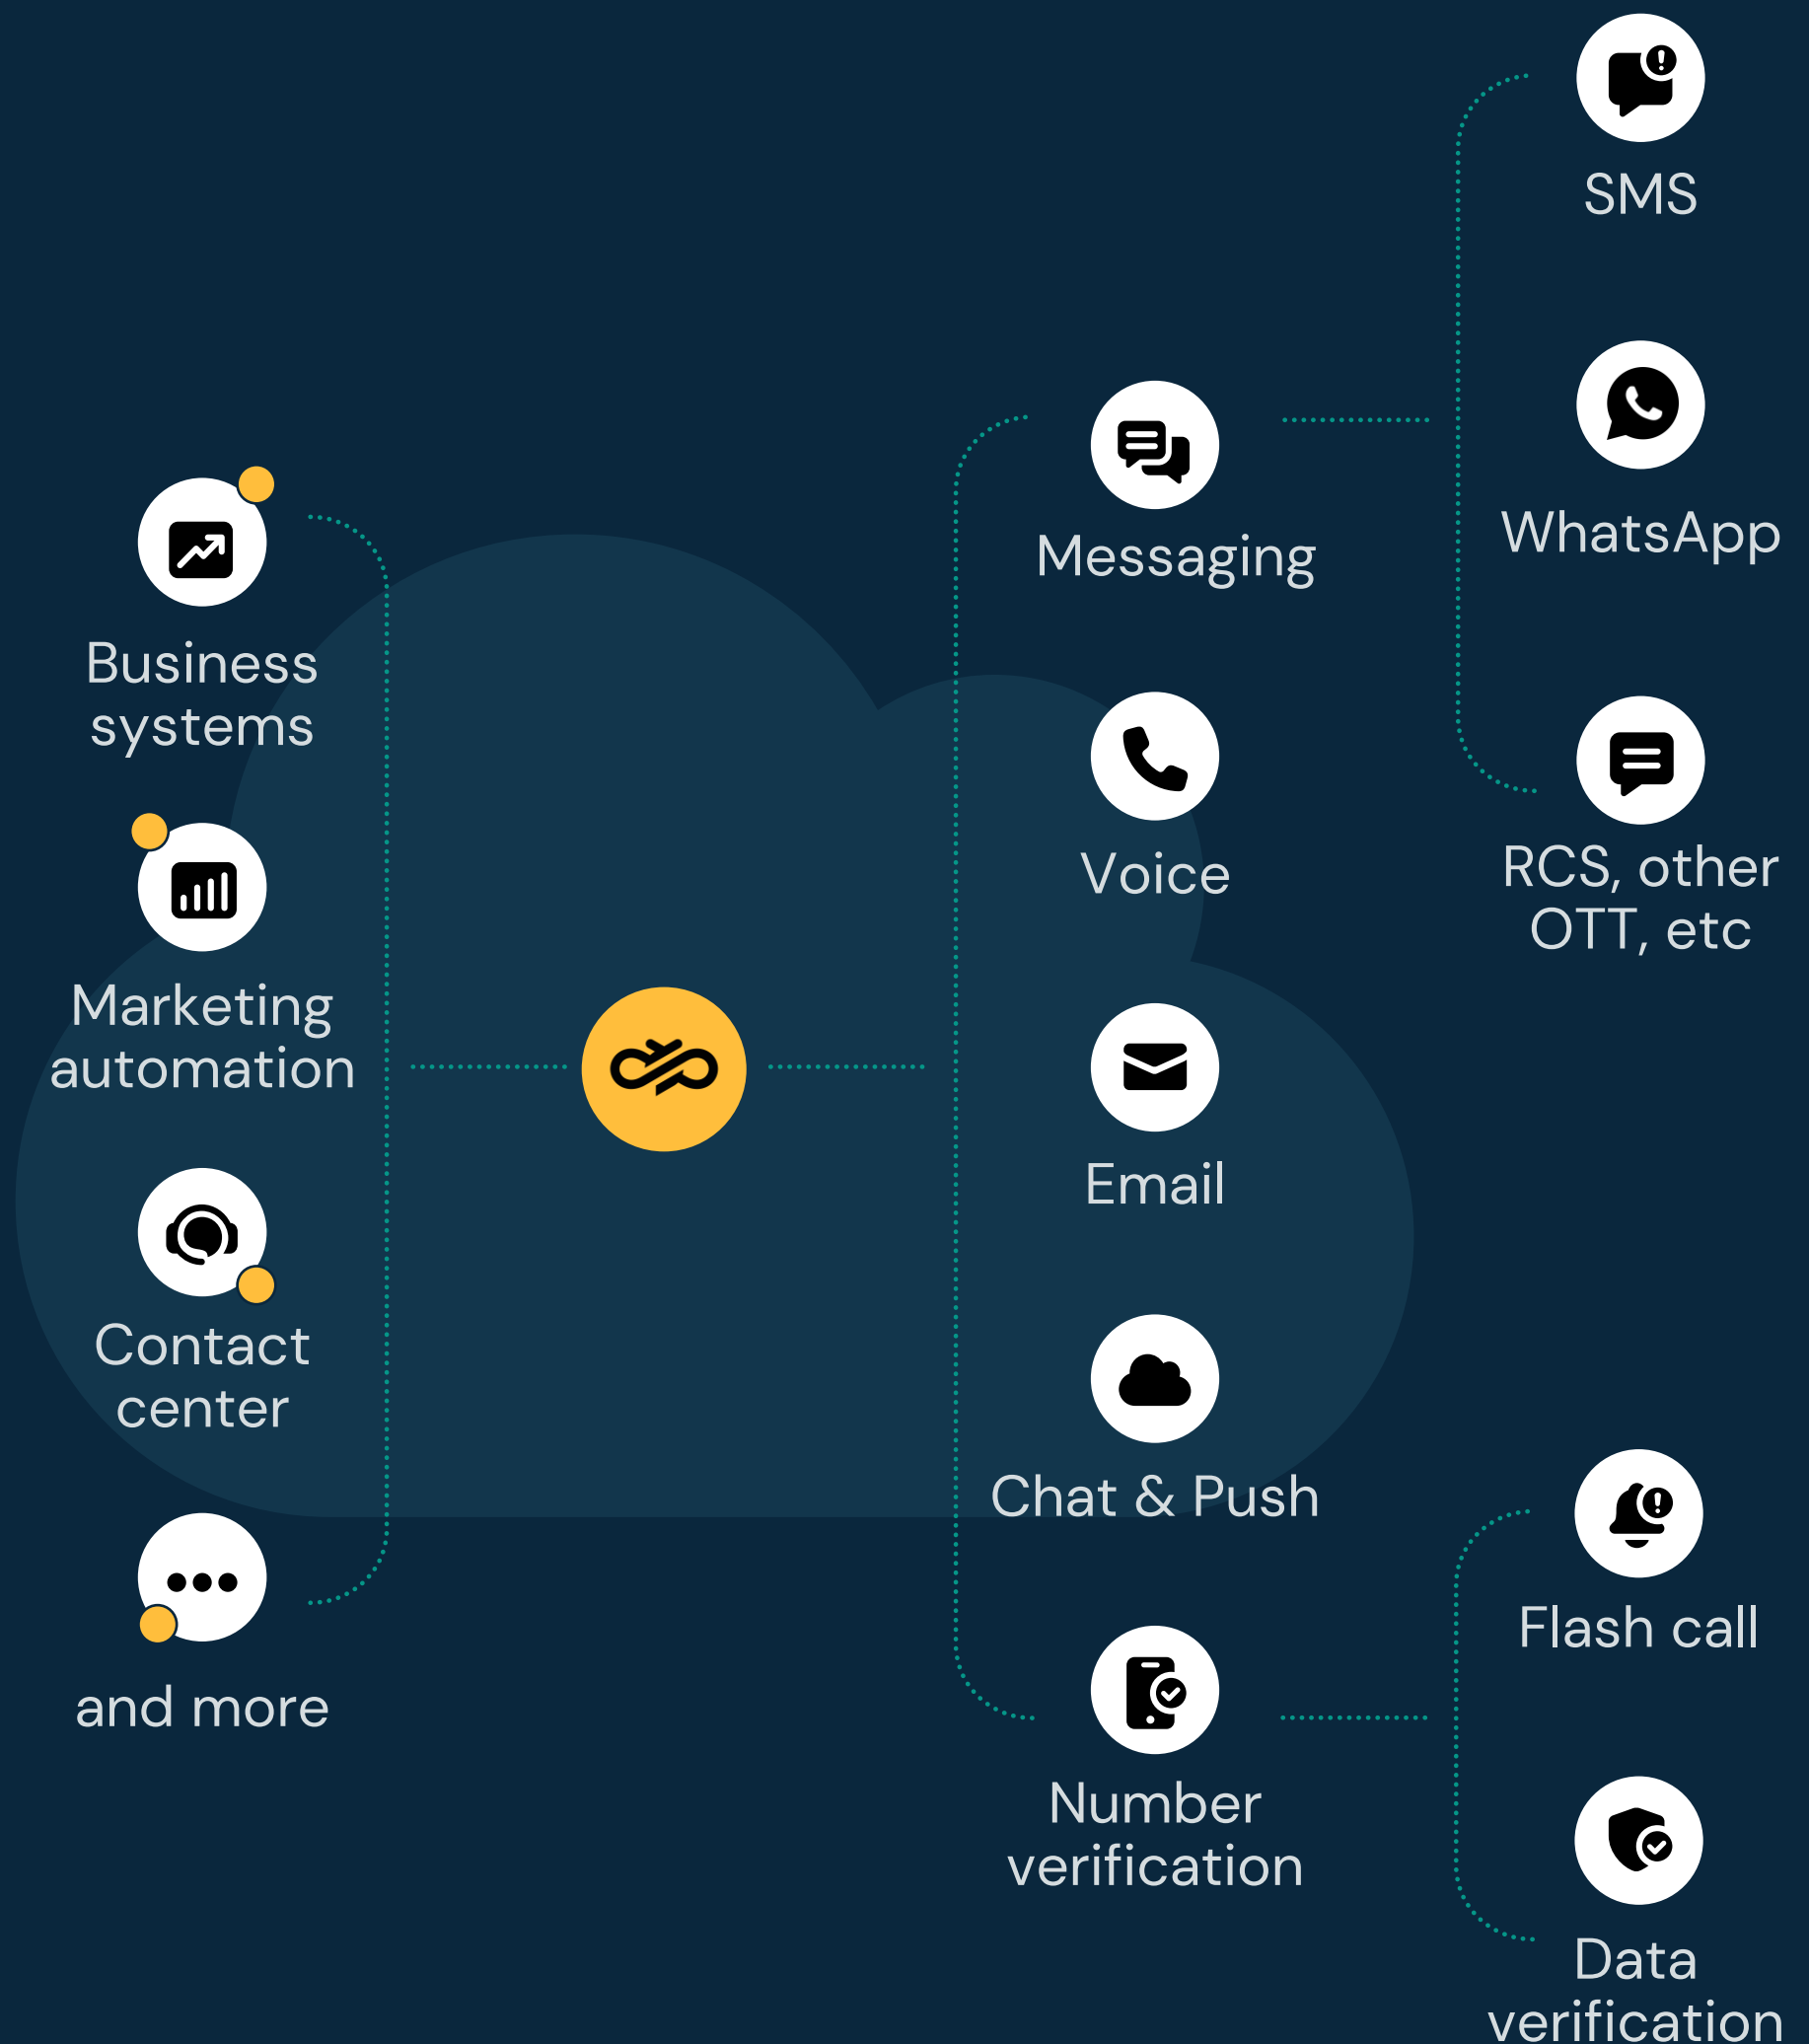 Business
systems
Marketing
automation
Contact
center
and more
Messaging
Voice
Email
Chat & Push
Number
verification
SMS
WhatsApp
RCS, other
OTT, etc
Flash call
Data
verification